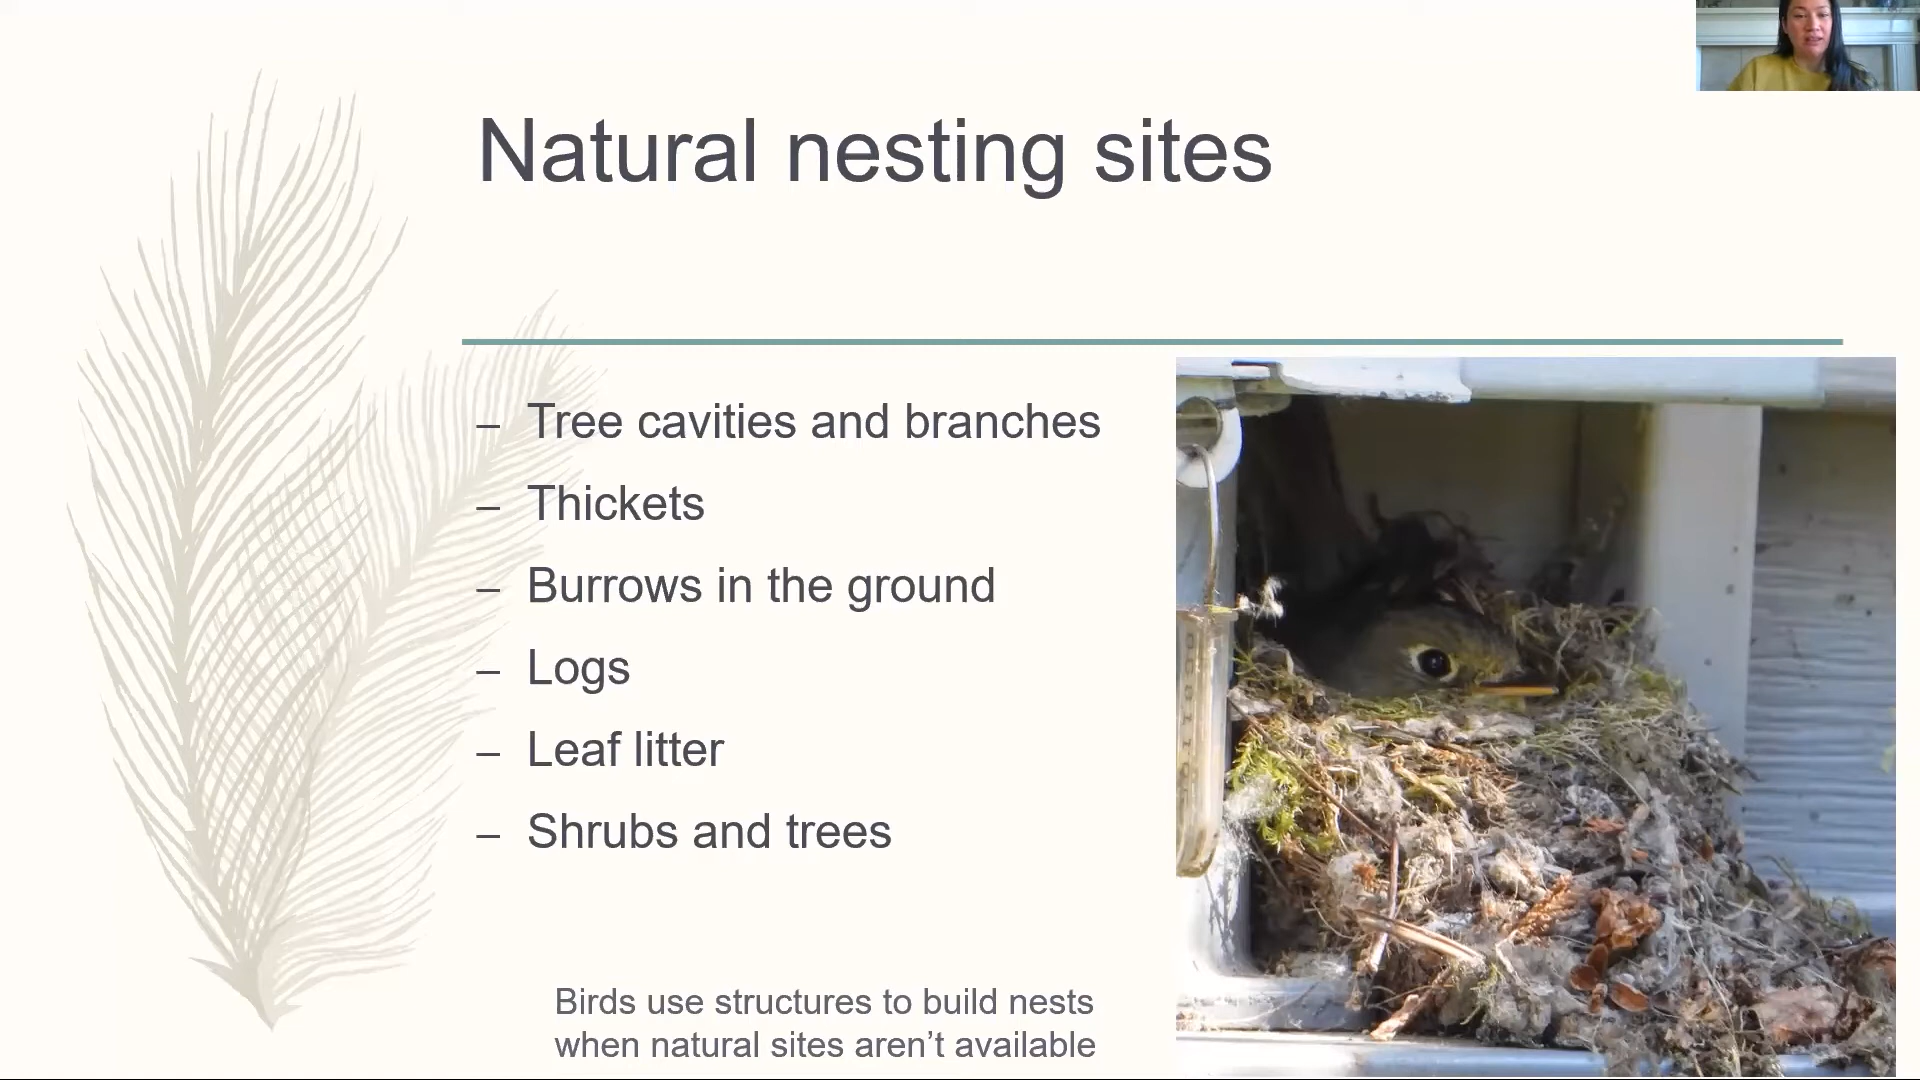 Natural nesting sites
– Tree cavities and branches
– Thickets
– Burrows in the ground
– Logs
– Leaf litter
– Shrubs and trees
Birds use structures to build nests
when natural sites aren’t available